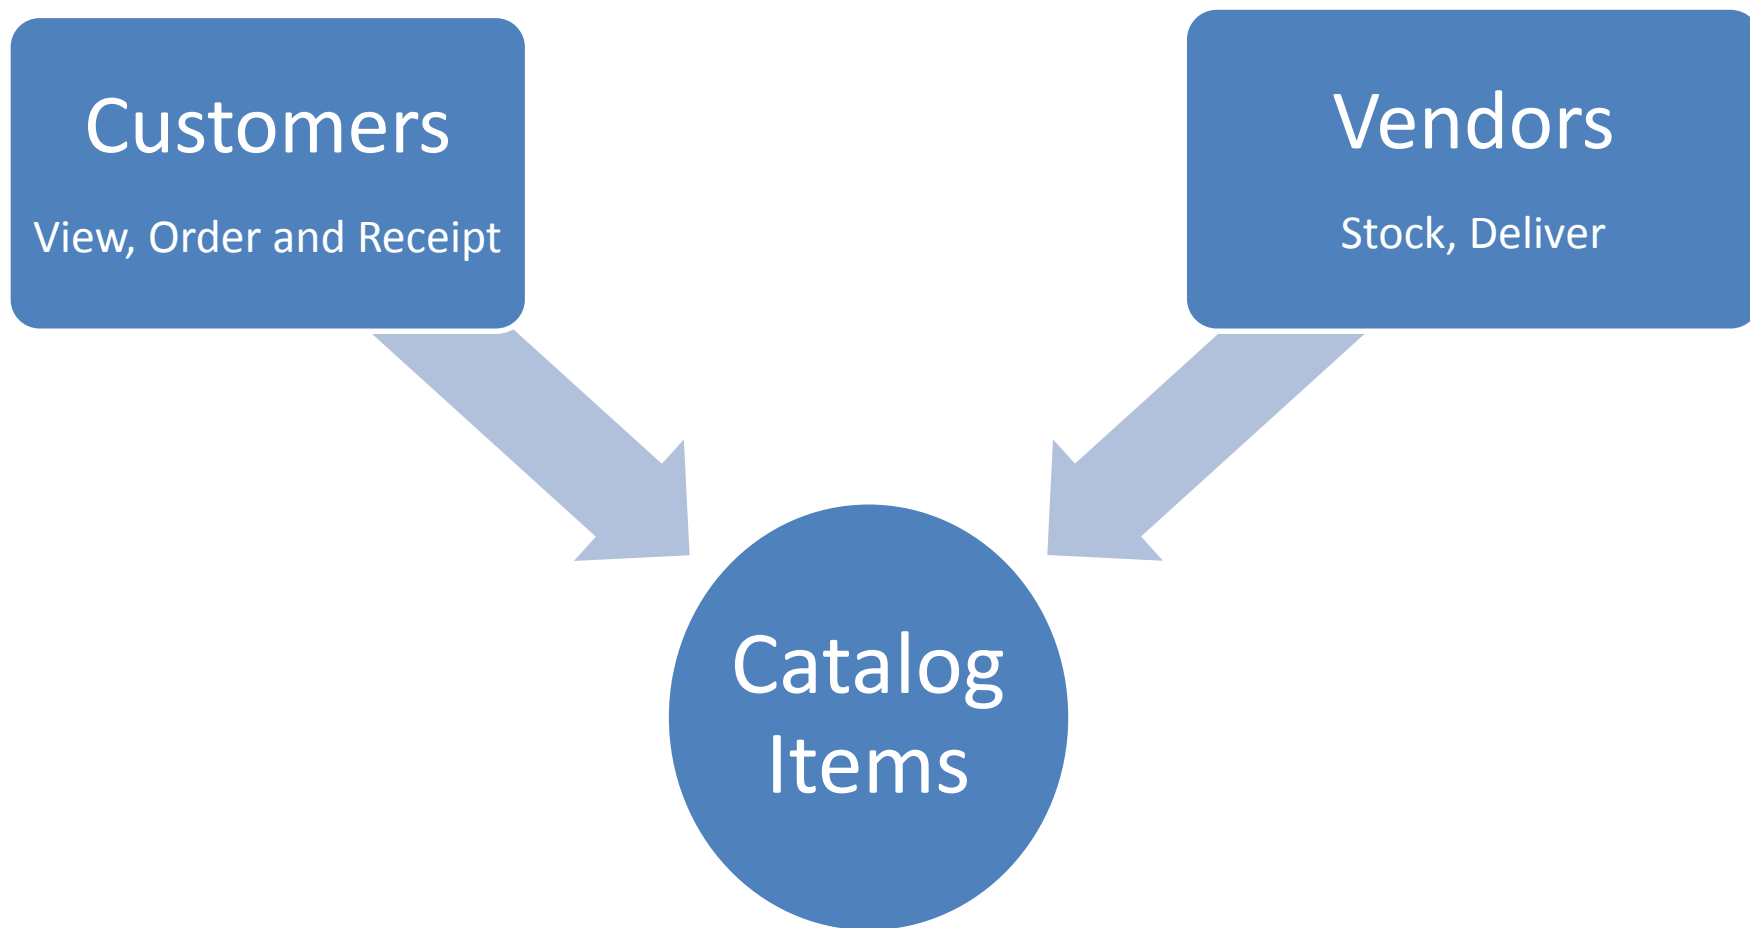 Customers
View, Order and Receipt
Vendors
Stock, Deliver
Catalog
Items